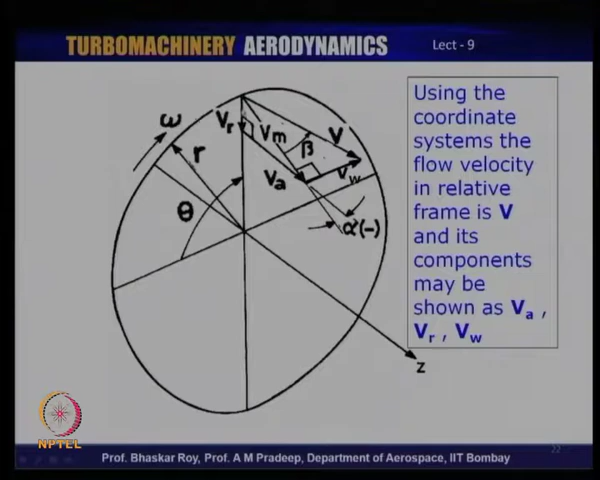 TURBOMACHINERY AERODYNAMICS
Lect - 9
Using the
coordinate
systems the
flow velocity
in relative
frame is V
and its
components
may be
shown as Va ,
Vr , Vw
ω
r
θ
Vr
Vm
V
β
Va
Vw
α(-)
z
NPTEL
Prof. Bhaskar Roy, Prof. A M Pradeep, Department of Aerospace, IIT Bombay
22